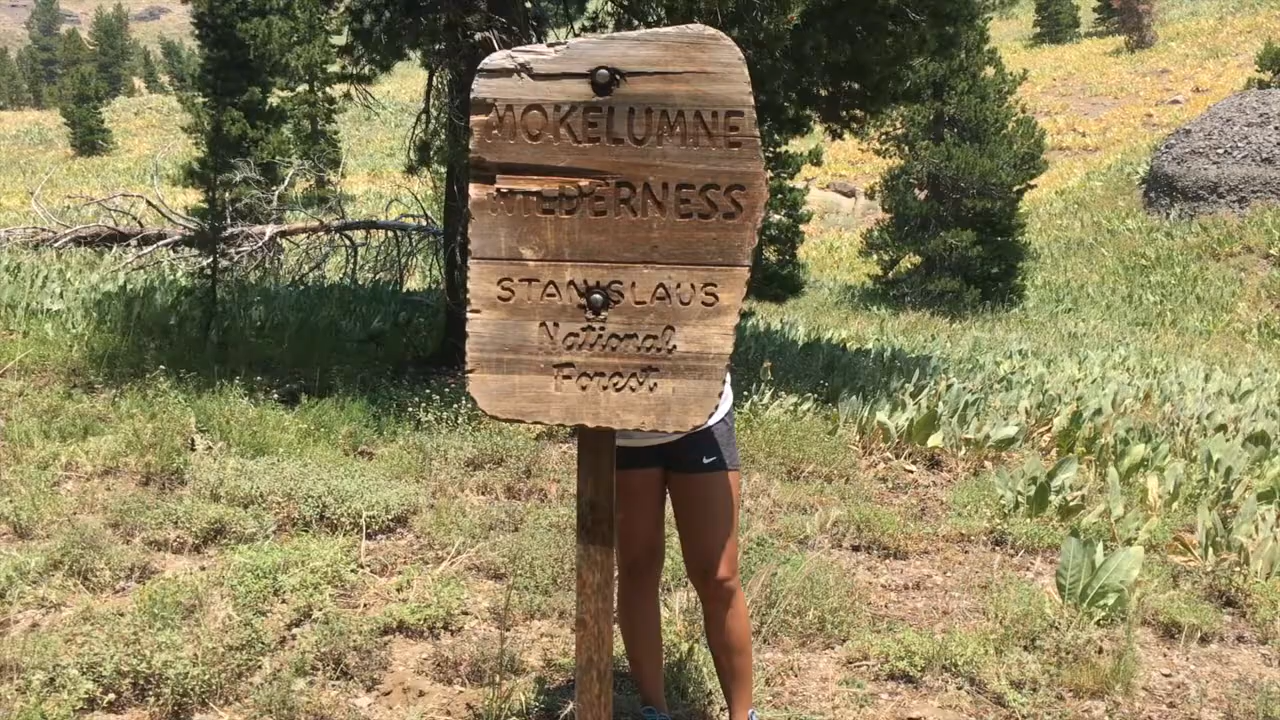 MOKELUMNE
WILDERNESS
STANISLAUS
National
Forest